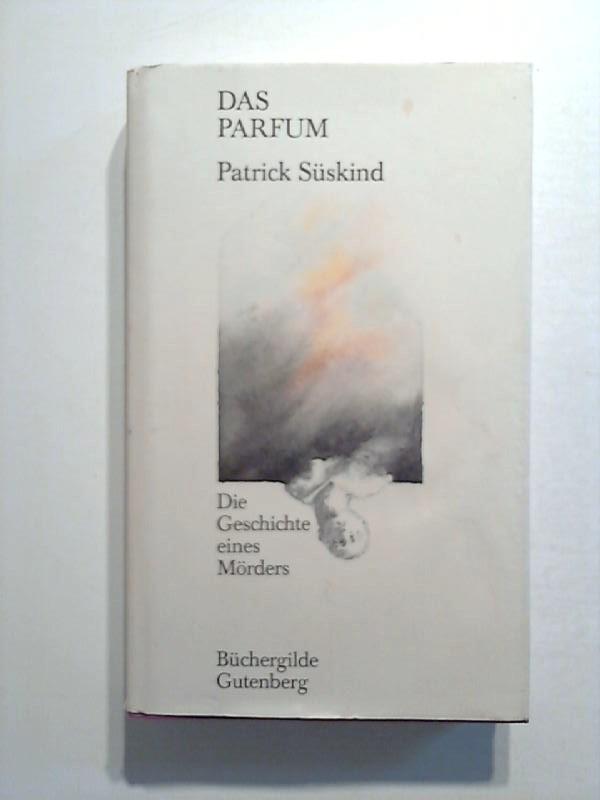 DAS
PARFUM
Patrick Süskind
Die
Geschichte
eines
Mörders
Büchergilde
Gutenberg